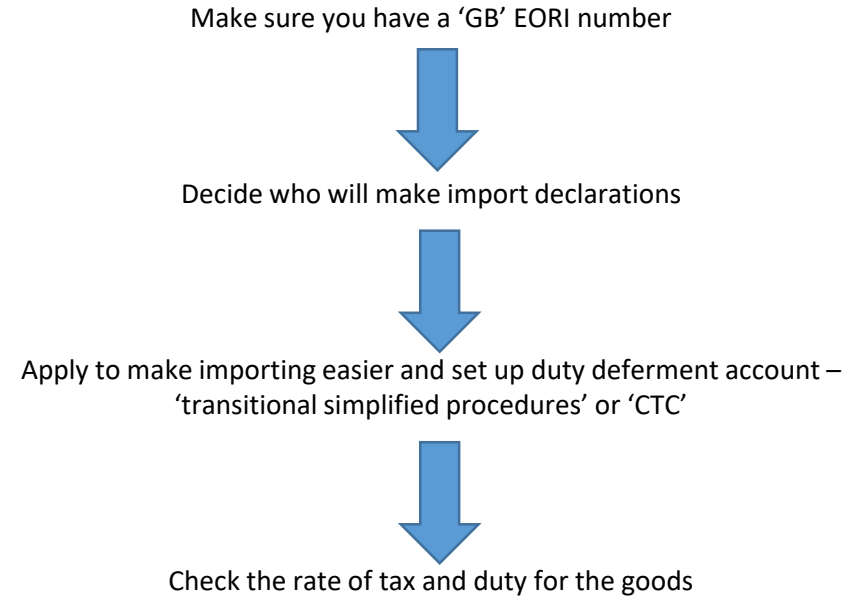 Make sure you have a ‘GB’ EORI number
Decide who will make import declarations
Apply to make importing easier and set up duty deferment account –
‘transitional simplified procedures’ or ‘CTC’
Check the rate of tax and duty for the goods